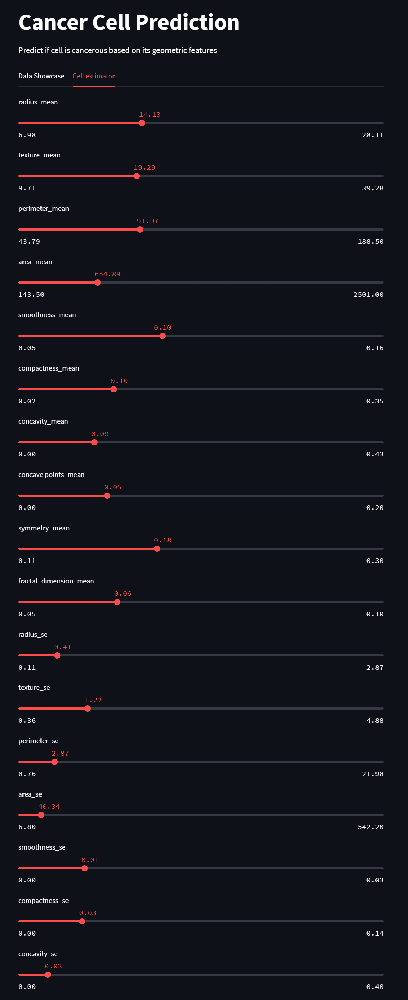 Cancer Cell Prediction
Predict if cell is cancerous based on its geometric features
Data Showcase Cell estimator
radius_mean
14.13
6.98 28.11
texture_mean
19.29
9.71 39.28
perimeter_mean
91.97
43.79 188.50
area_mean
654.89
143.50 2501.00
smoothness_mean
0.10
0.05 0.16
compactness_mean
0.10
0.02 0.35
concavity_mean
0.09
0.00 0.43
concave points_mean
0.05
0.00 0.20
symmetry_mean
0.18
0.11 0.30
fractal_dimension_mean
0.06
0.05 0.10
radius_se
0.41
0.11 2.87
texture_se
1.22
0.36 4.88
perimeter_se
2.87
0.76 21.98
area_se
40.34
6.80 542.20
smoothness_se
0.01
0.00 0.03
compactness_se
0.03
0.00 0.14
concavity_se
0.03
0.00 0.40